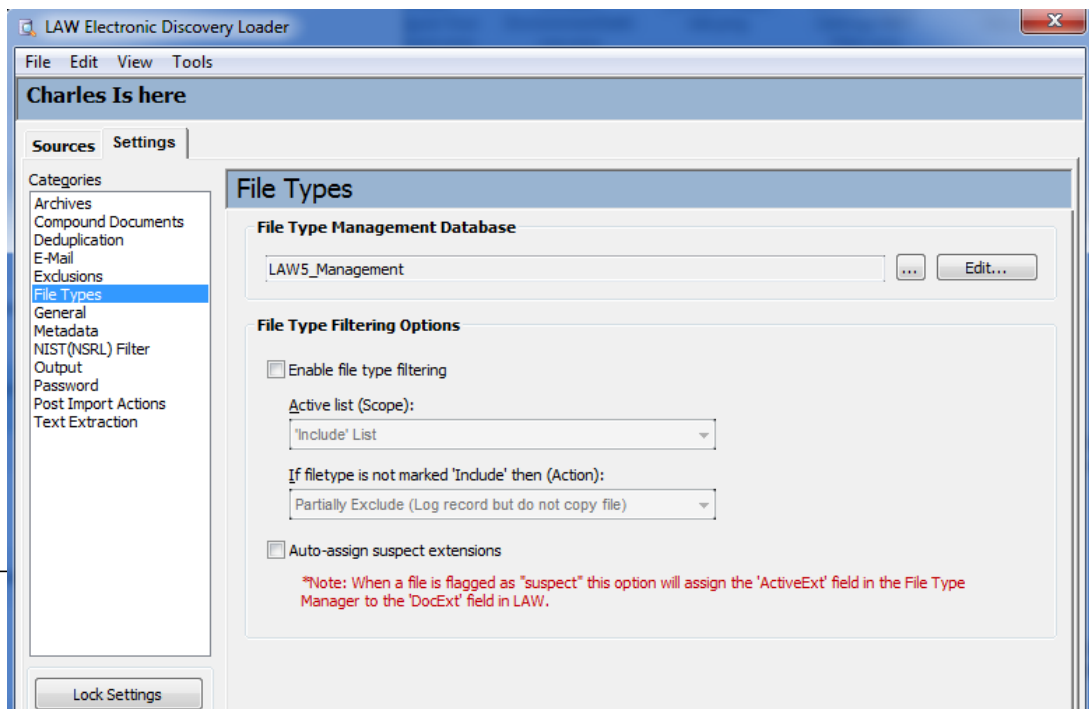 LAW Electronic Discovery Loader
File Edit View Tools
Charles Is here
Sources Settings
Categories
Archives
Compound Documents
Deduplication
E-Mail
Exclusions
File Types
General
Metadata
NIST(NSRL) Filter
Output
Password
Post Import Actions
Text Extraction
Lock Settings
File Types
File Type Management Database
LAW5_Management ... Edit...
File Type Filtering Options
Enable file type filtering
Active list (Scope):
'Include' List
If filetype is not marked 'Include' then (Action):
Partially Exclude (Log record but do not copy file)
Auto-assign suspect extensions
*Note: When a file is flagged as "suspect" this option will assign the 'ActiveExt' field in the File Type
Manager to the 'DocExt' field in LAW.